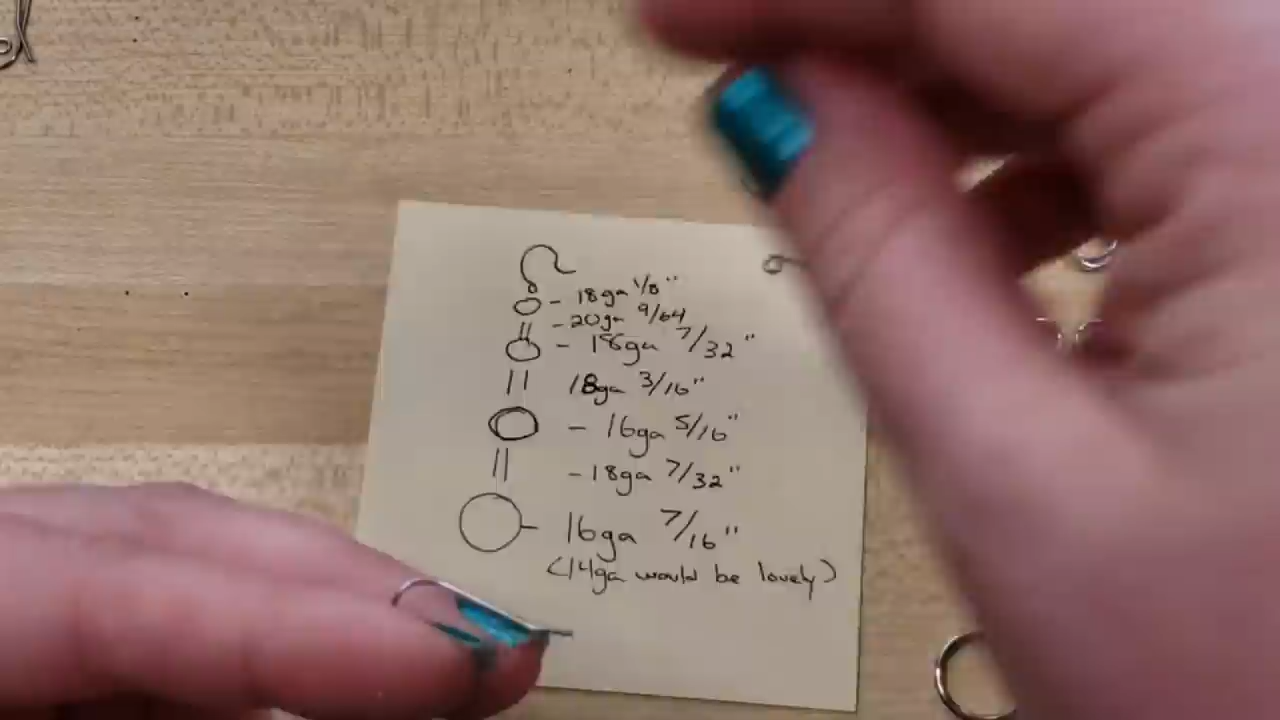 - 18ga 1/8"
- 20ga 9/64
- 18ga 7/32"
18ga 3/16"
- 16ga 5/16"
- 18ga 7/32"
16ga 7/16"
(14ga would be lovely)